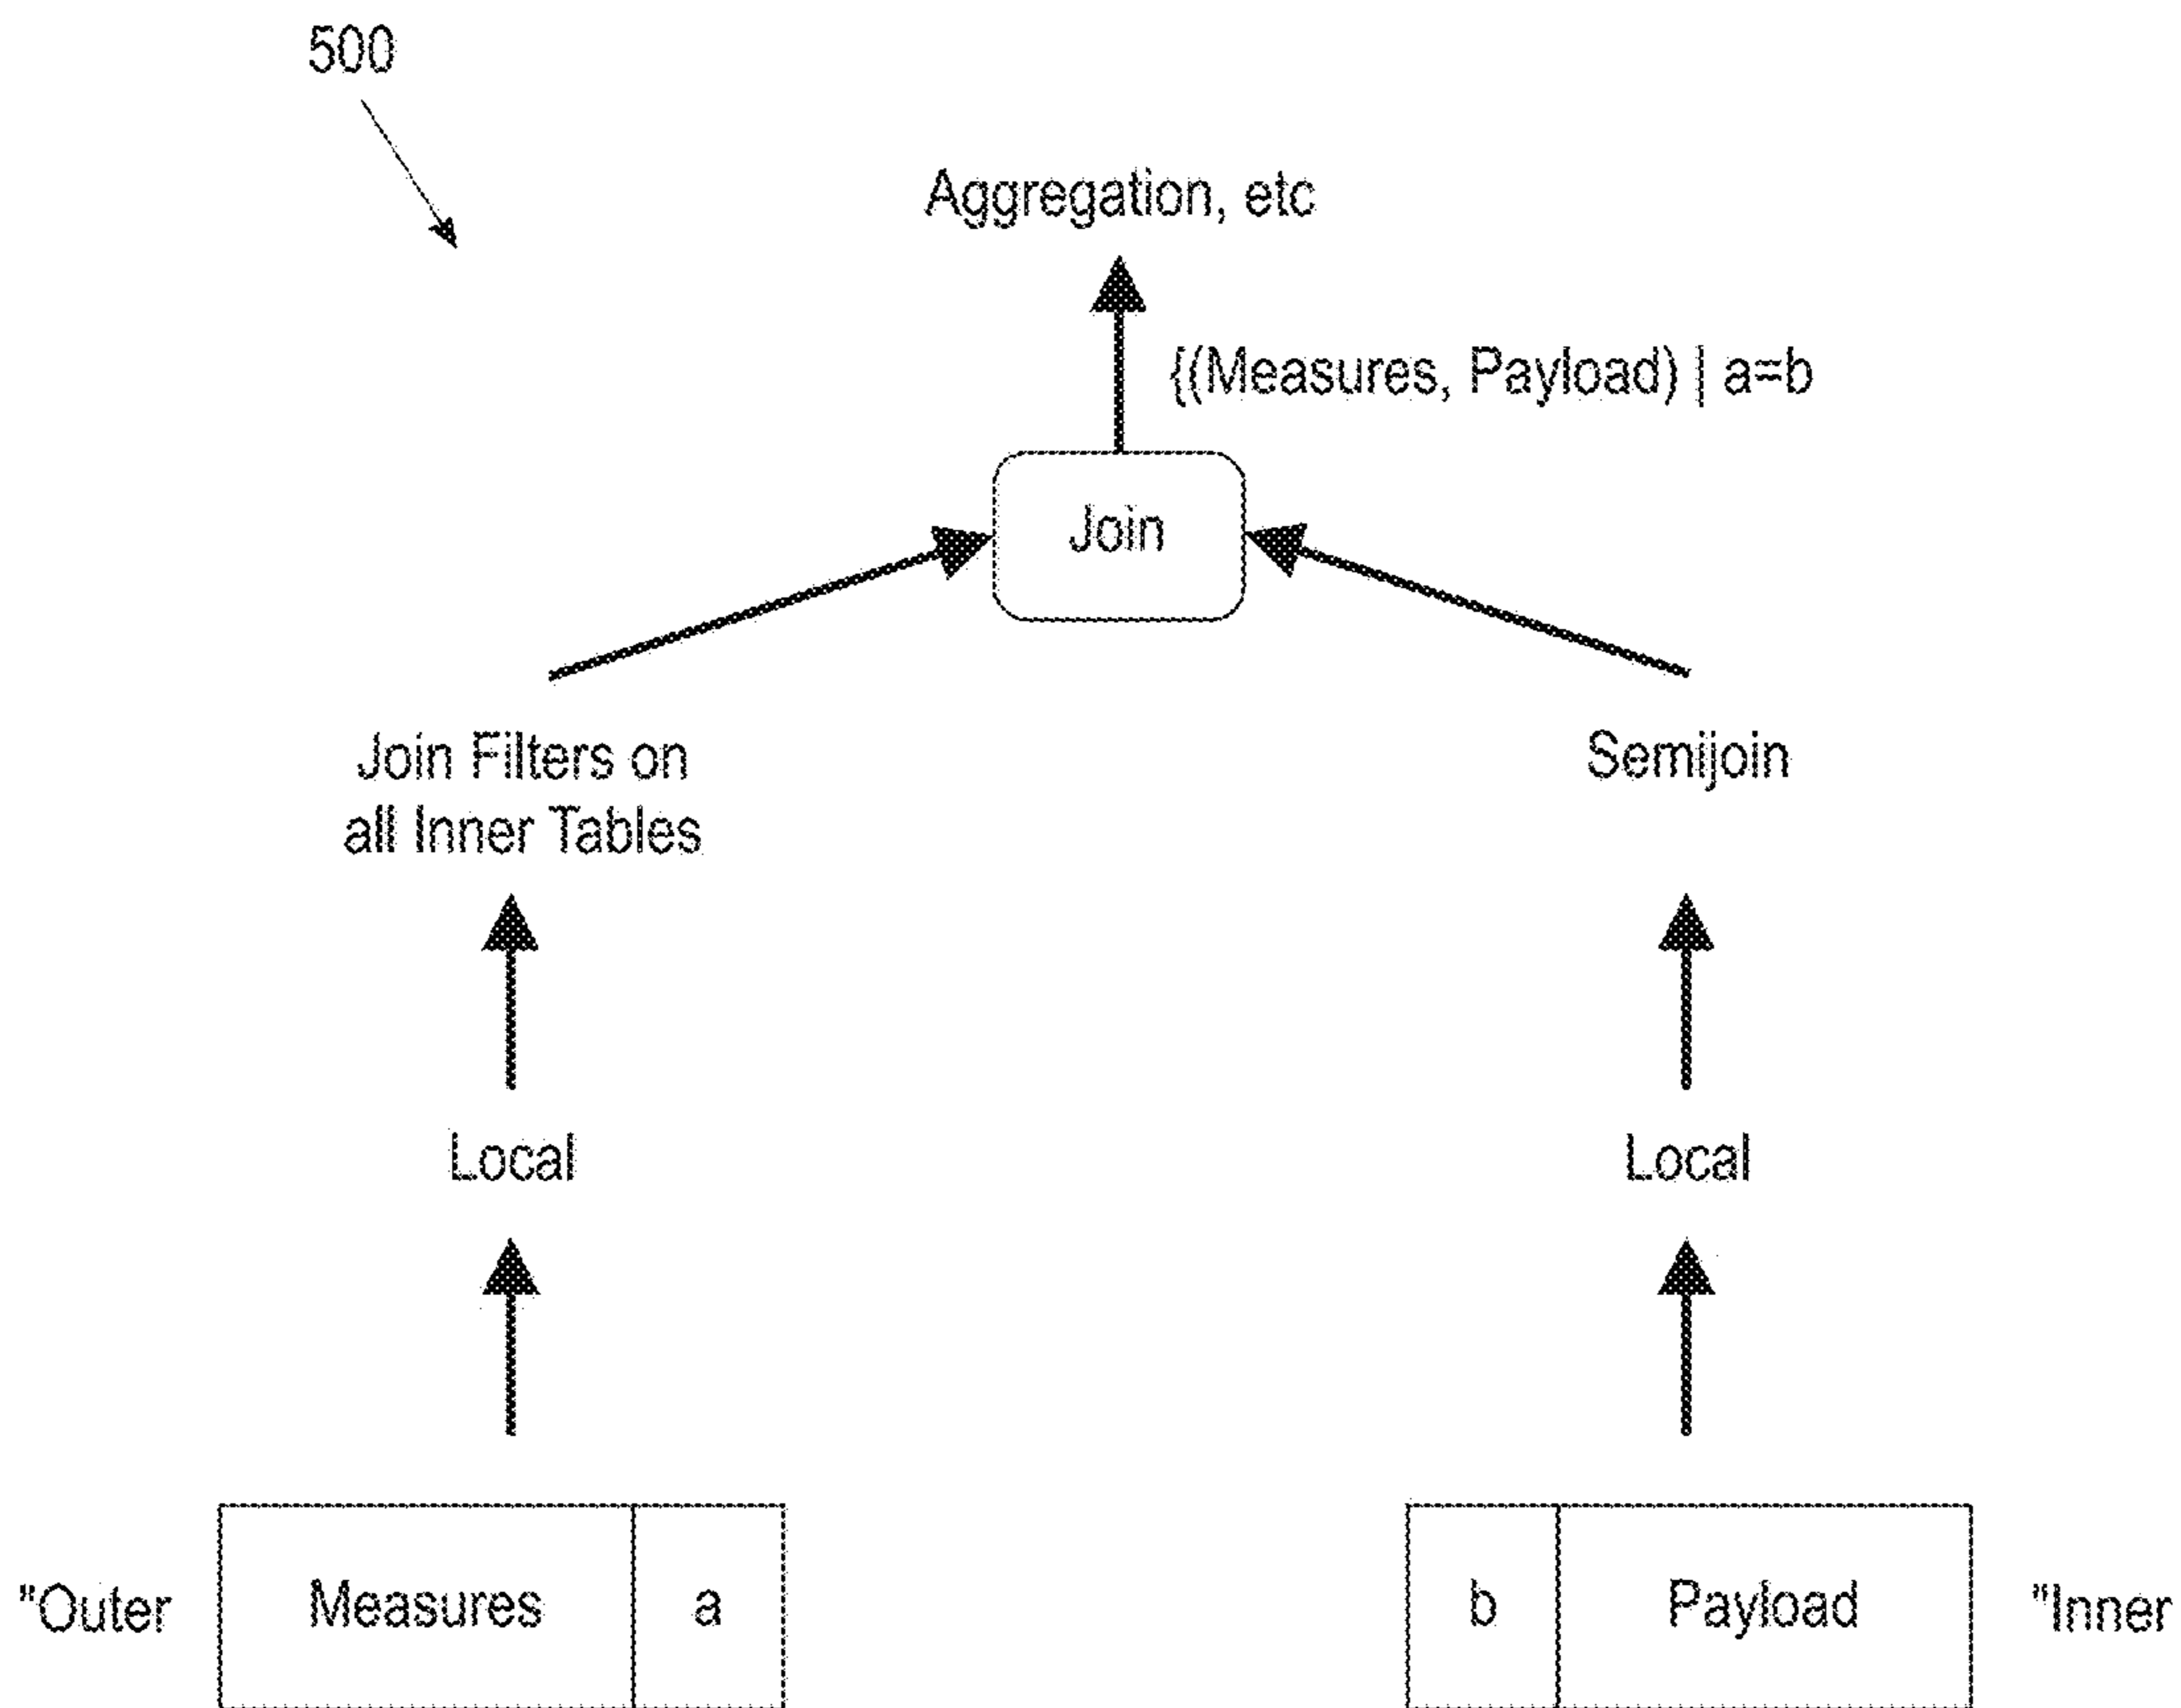 500
Aggregation, etc
{(Measures, Payload) | a=b
Join
Join Filters on
all Inner Tables
Semijoin
Local
Local
"Outer
Measures
a
b
Payload
"Inner